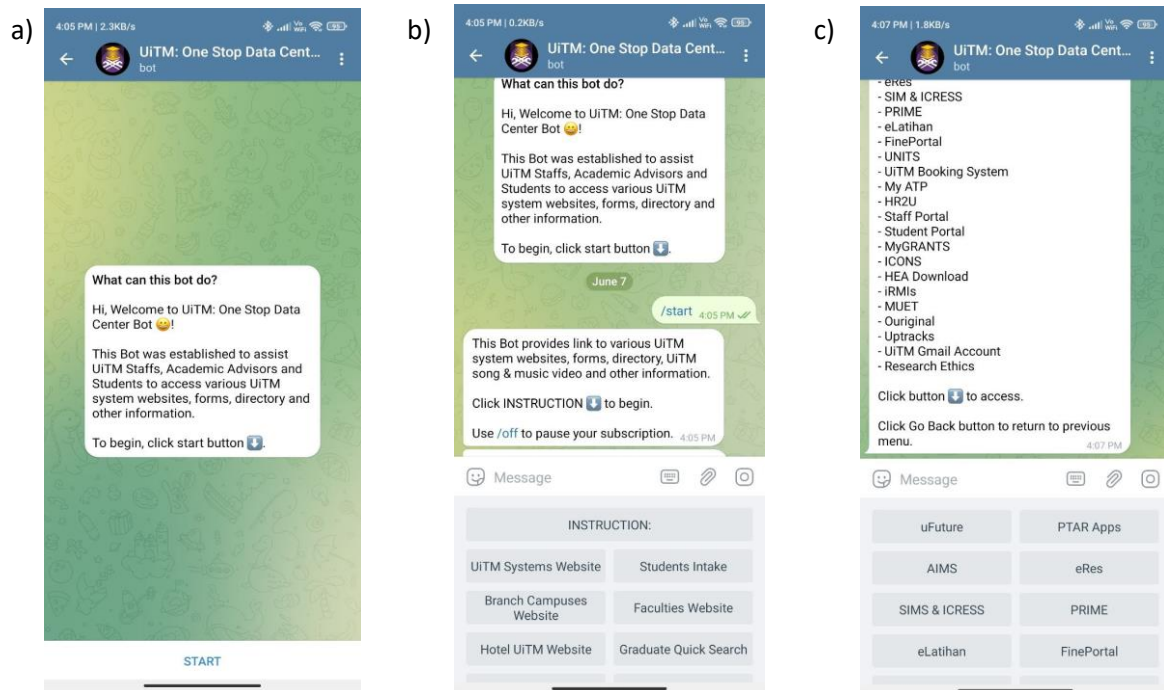 a)
4:05 PM | 2.3KB/s
Vo
WiFi
95
UiTM: One Stop Data Cent...
bot
What can this bot do?
Hi, Welcome to UiTM: One Stop Data
Center Bot 😀!
This Bot was established to assist
UiTM Staffs, Academic Advisors and
Students to access various UiTM
system websites, forms, directory and
other information.
To begin, click start button ⬇️.
START
b)
4:05 PM | 0.2KB/s
Vo
WiFi
95
UiTM: One Stop Data Cent...
bot
What can this bot do?
Hi, Welcome to UiTM: One Stop Data
Center Bot 😀!
This Bot was established to assist
UiTM Staffs, Academic Advisors and
Students to access various UiTM
system websites, forms, directory and
other information.
To begin, click start button ⬇️.
June 7
/start 4:05 PM
This Bot provides link to various UiTM
system websites, forms, directory, UiTM
song & music video and other information.
Click INSTRUCTION ⬇️ to begin.
Use /off to pause your subscription. 4:05 PM
Message
INSTRUCTION:
UiTM Systems Website
Students Intake
Branch Campuses
Website
Faculties Website
Hotel UiTM Website
Graduate Quick Search
c)
4:07 PM | 1.8KB/s
Vo
WiFi
95
UiTM: One Stop Data Cent...
bot
- eRes
- SIM & ICRESS
- PRIME
- eLatihan
- FinePortal
- UNITS
- UiTM Booking System
- My ATP
- HR2U
- Staff Portal
- Student Portal
- MyGRANTS
- ICONS
- HEA Download
- iRMIs
- MUET
- Ouriginal
- Uptracks
- UiTM Gmail Account
- Research Ethics
Click button ⬇️ to access.
Click Go Back button to return to previous
menu. 4:07 PM
Message
uFuture
PTAR Apps
AIMS
eRes
SIMS & ICRESS
PRIME
eLatihan
FinePortal